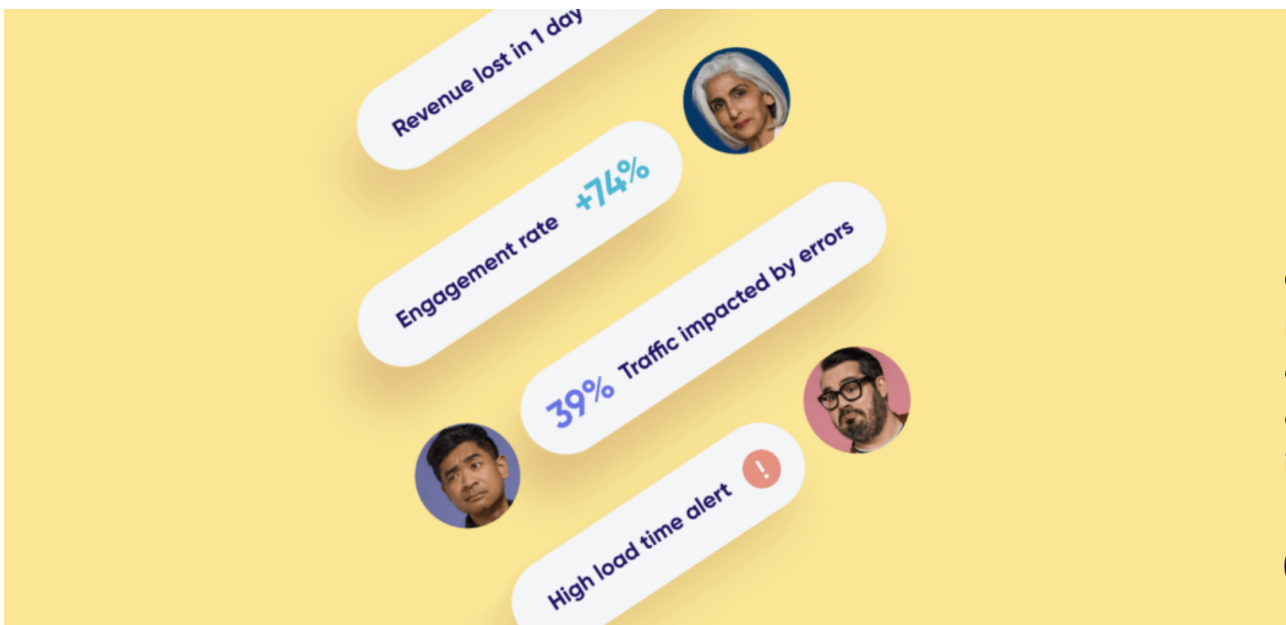 Revenue lost in 1 day
Engagement rate +74%
39% Traffic impacted by errors
High load time alert !